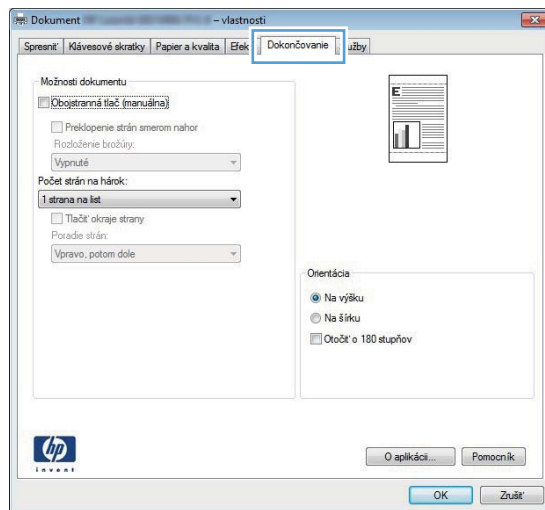 Dokument – vlastnosti
Spresniť Klávesové skratky Papier a kvalita Efek Dokončovanie užby
Možnosti dokumentu
Obojstranná tlač (manuálna)
Preklopenie strán smerom nahor
Rozloženie brožúry:
Vypnuté
Počet strán na hárok:
1 strana na list
Tlačiť okraje strany
Poradie strán:
Vpravo, potom dole
E
Orientácia
Na výšku
Na šírku
Otočiť o 180 stupňov
hp
invent
O aplikácii... Pomocník
OK Zrušiť